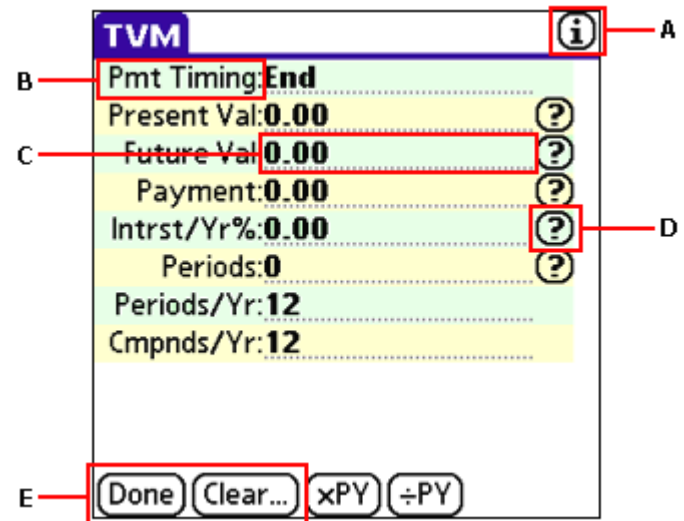 TVM i A
B Pmt Timing: End
Present Val: 0.00 ?
C Future Val 0.00 ?
Payment: 0.00 ?
Intrst/Yr%: 0.00 ? D
Periods: 0 ?
Periods/Yr: 12
Cmpnds/Yr: 12
E Done Clear... ×PY ÷PY